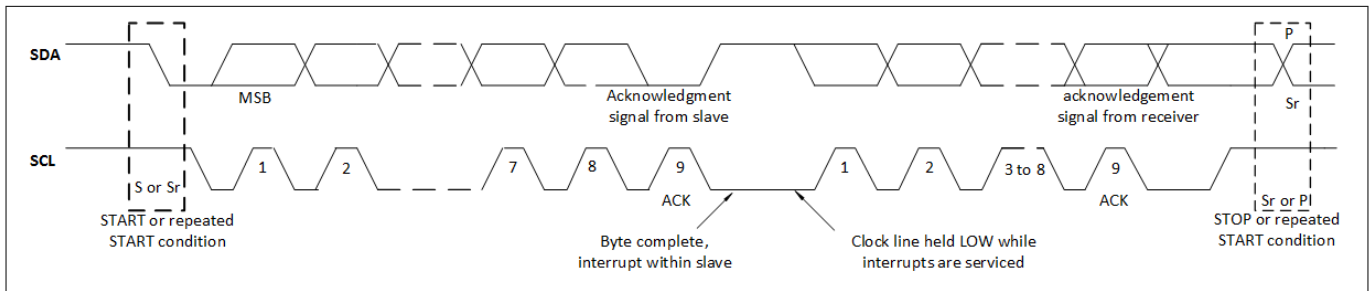 SDA
P
MSB
Acknowledgment
signal from slave
acknowledgement
signal from receiver
Sr
SCL
1
2
7
8
9
1
2
3 to 8
9
S or Sr
ACK
ACK
Sr or P
START or repeated
START condition
Byte complete,
interrupt within slave
Clock line held LOW while
interrupts are serviced
STOP or repeated
START condition